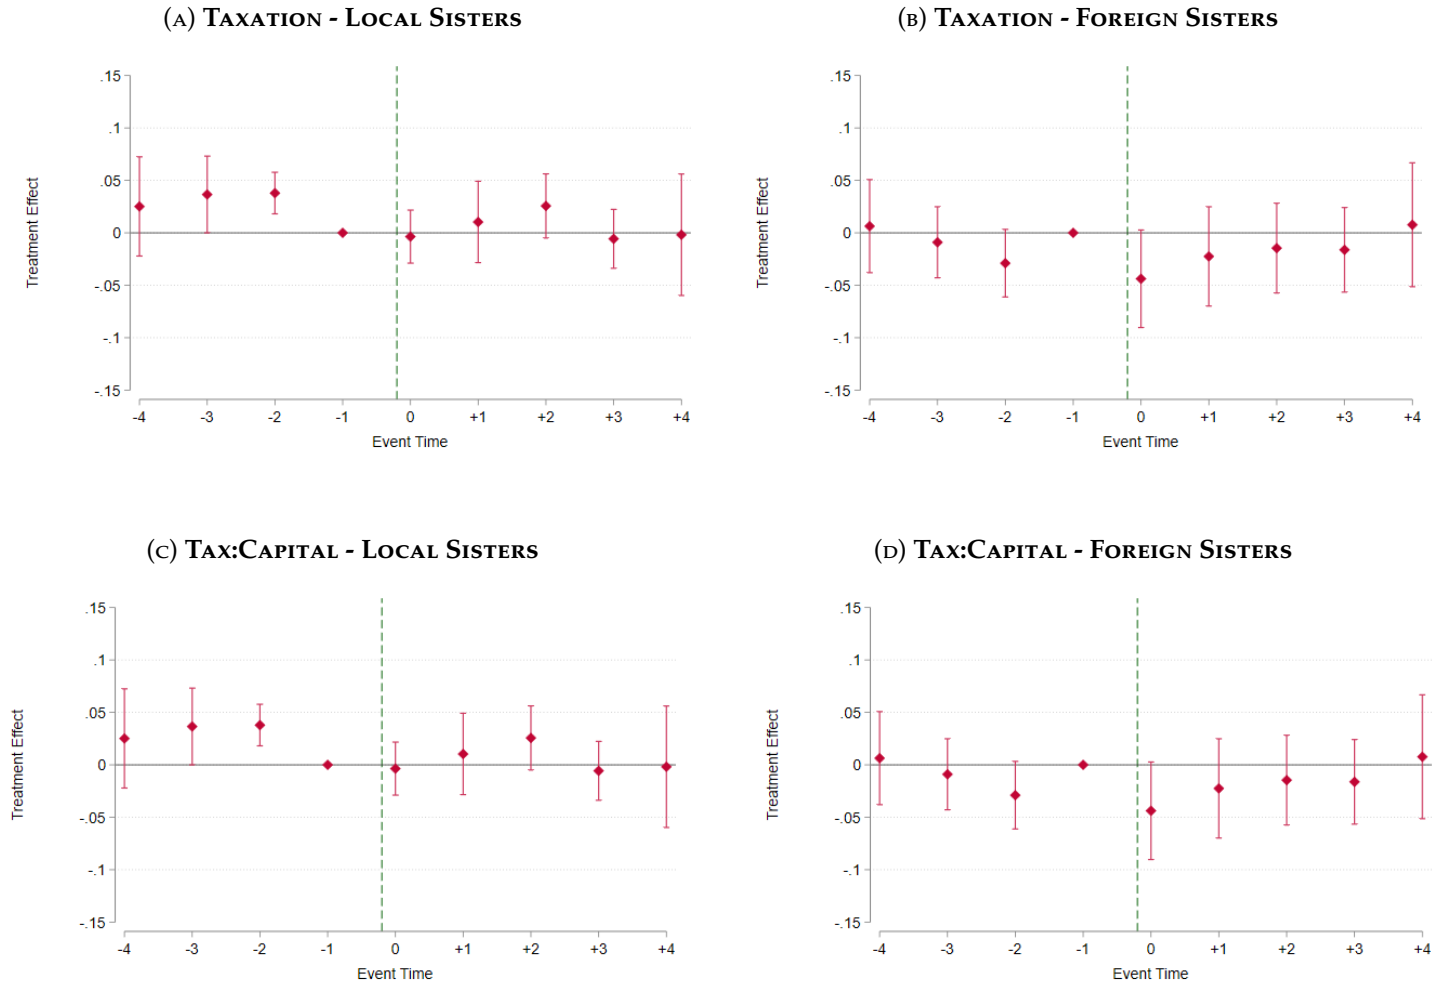 (A) TAXATION - LOCAL SISTERS
.15
.1
.05
0
-.05
-.1
-.15
Treatment Effect
-4 -3 -2 -1 0 +1 +2 +3 +4
Event Time
(B) TAXATION - FOREIGN SISTERS
.15
.1
.05
0
-.05
-.1
-.15
Treatment Effect
-4 -3 -2 -1 0 +1 +2 +3 +4
Event Time
(C) TAX:CAPITAL - LOCAL SISTERS
.15
.1
.05
0
-.05
-.1
-.15
Treatment Effect
-4 -3 -2 -1 0 +1 +2 +3 +4
Event Time
(D) TAX:CAPITAL - FOREIGN SISTERS
.15
.1
.05
0
-.05
-.1
-.15
Treatment Effect
-4 -3 -2 -1 0 +1 +2 +3 +4
Event Time